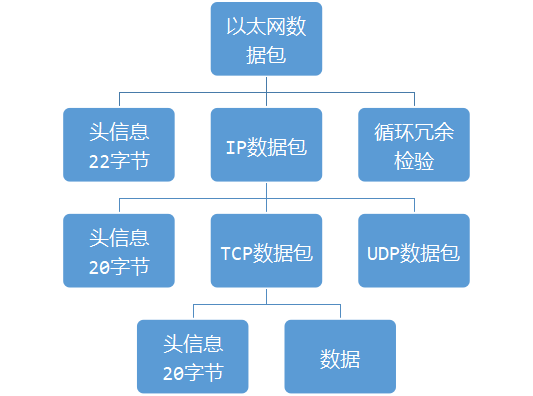 以太网数
据包
头信息
22字节
IP数据包
循环冗余
检验
头信息
20字节
TCP数据包
UDP数据包
头信息
20字节
数据